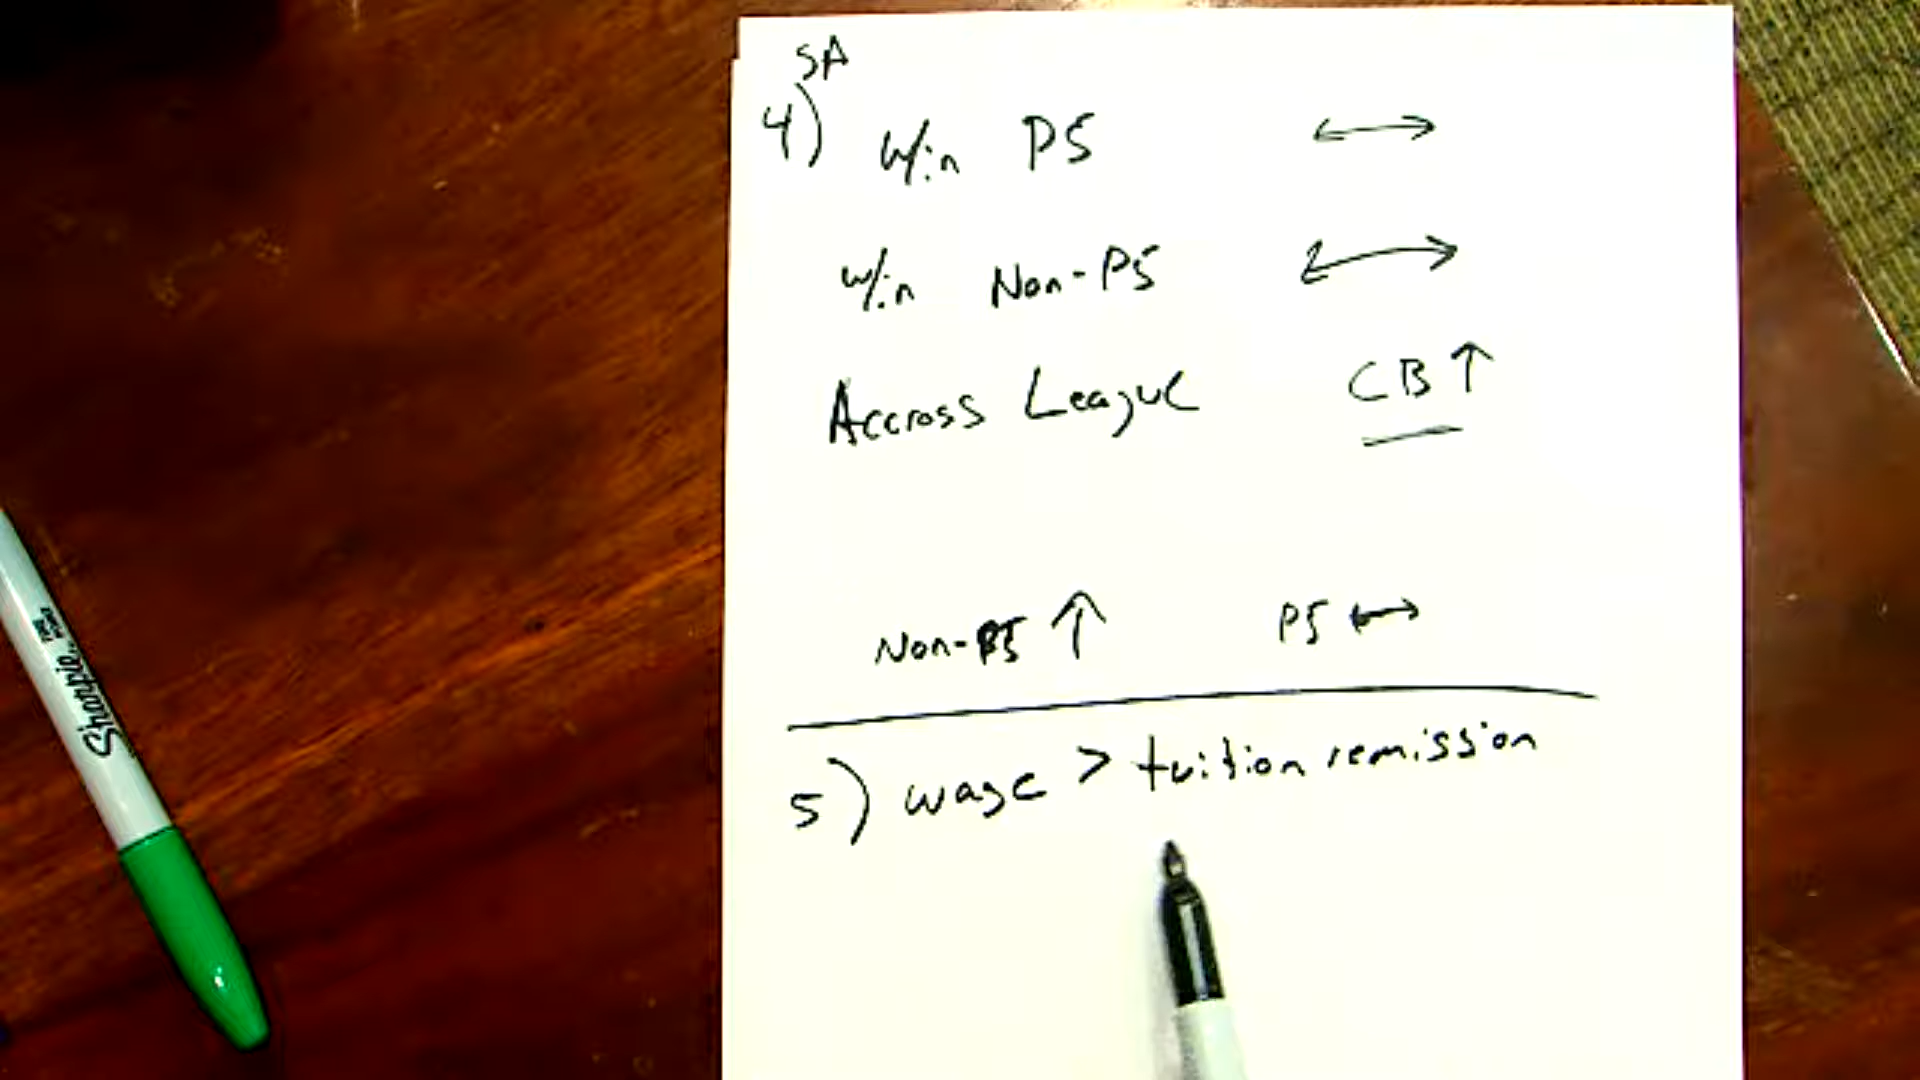 SA
4) w/in P5 ↔
w/in Non-P5 ↔
Accross League CB↑
Non-P5 ↑ P5 ↔
5) wage > tuition remission
Sharpie